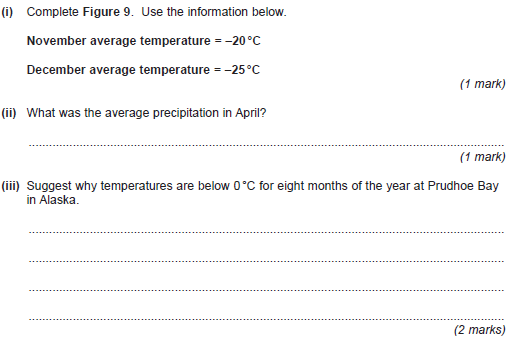 (i) Complete Figure 9. Use the information below.
November average temperature = –20°C
December average temperature = –25°C
(1 mark)
(ii) What was the average precipitation in April?
(1 mark)
(iii) Suggest why temperatures are below 0°C for eight months of the year at Prudhoe Bay
in Alaska.
(2 marks)